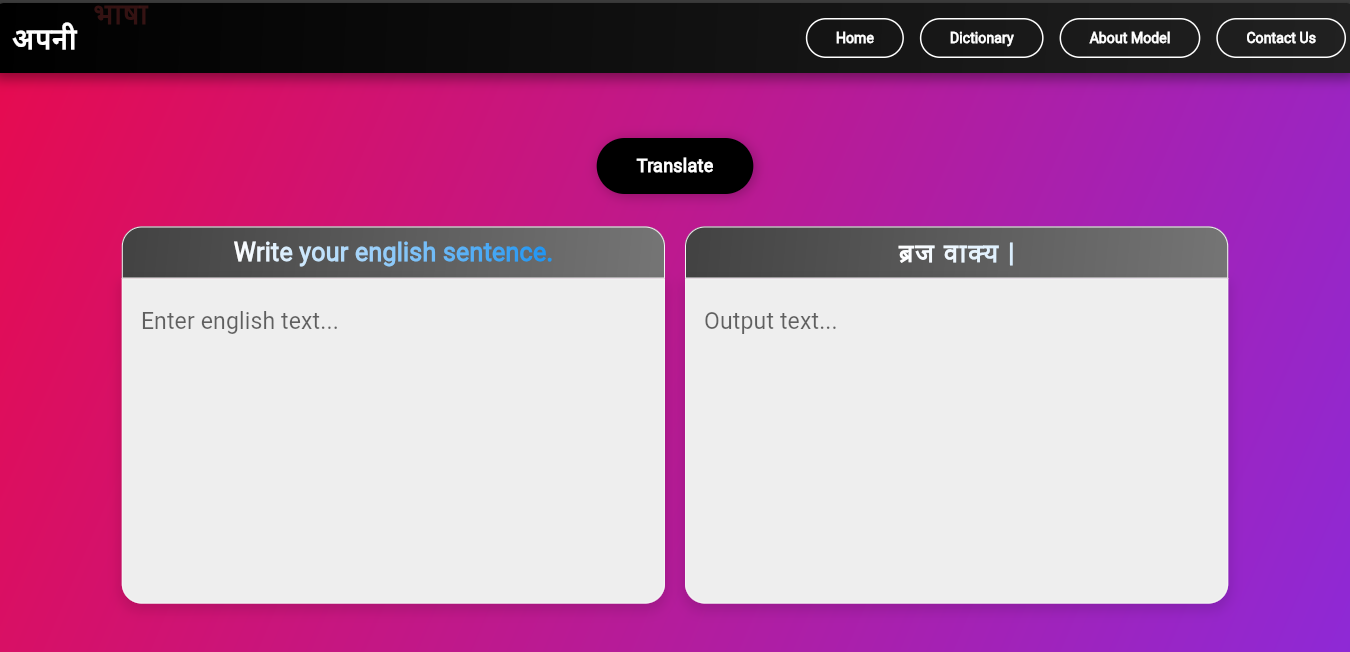 भाषा
अपनी
Home
Dictionary
About Model
Contact Us
Translate
Write your english sentence.
ब्रज वाक्य |
Enter english text...
Output text...